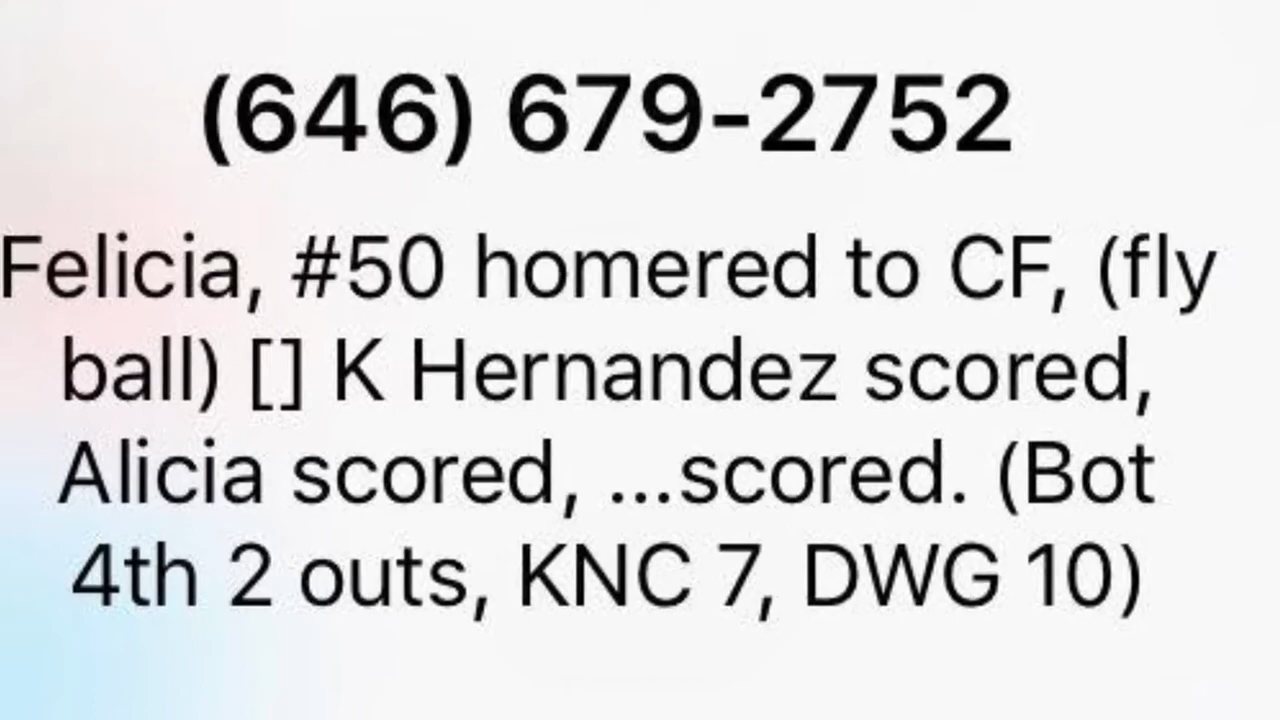 (646) 679-2752
Felicia, #50 homered to CF, (fly
ball) [] K Hernandez scored,
Alicia scored, ...scored. (Bot
4th 2 outs, KNC 7, DWG 10)